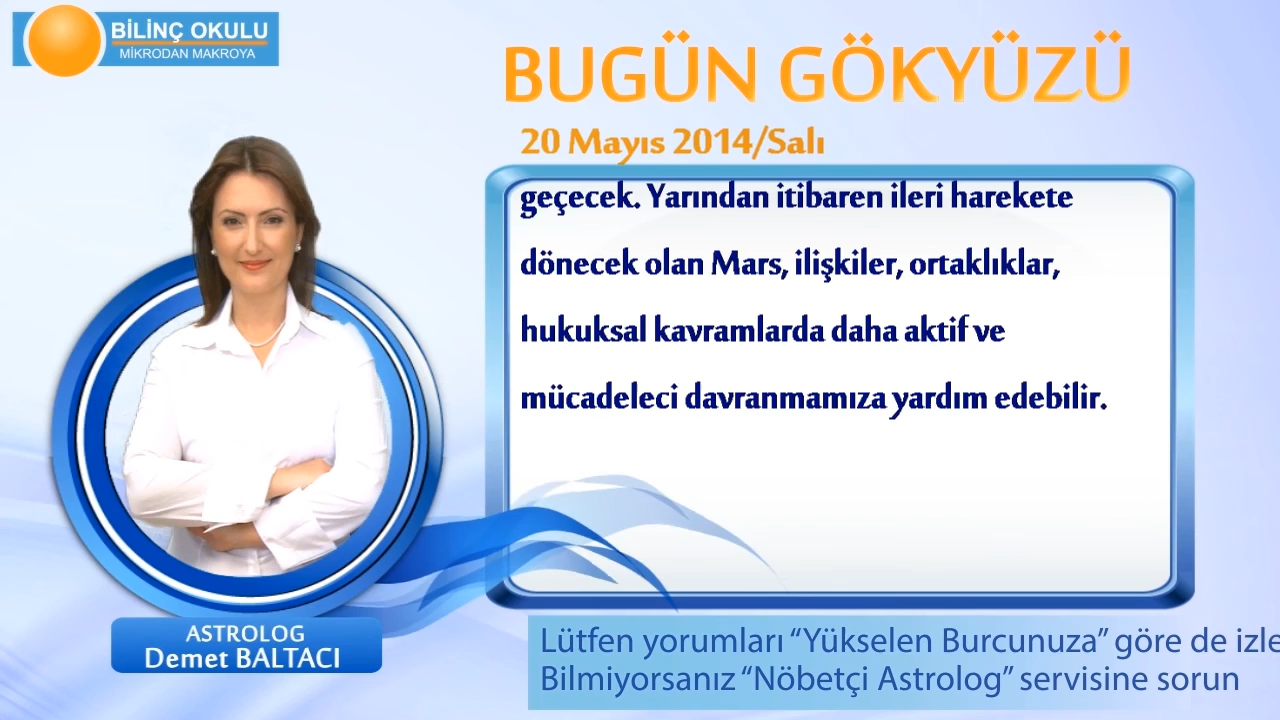 BİLİNÇ OKULU
MİKRODAN MAKROYA
BUGÜN GÖKYÜZÜ
20 Mayıs 2014/Salı
geçecek. Yarından itibaren ileri harekete
dönecek olan Mars, ilişkiler, ortaklıklar,
hukuksal kavramlarda daha aktif ve
mücadeleci davranmamıza yardım edebilir.
ASTROLOG
Demet BALTACI
Lütfen yorumları “Yükselen Burcunuza” göre de izle
Bilmiyorsanız “Nöbetçi Astrolog” servisine sorun